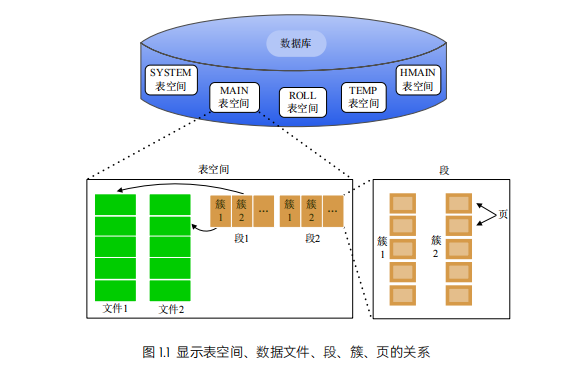 数据库
SYSTEM
表空间
MAIN
表空间
ROLL
表空间
TEMP
表空间
HMAIN
表空间
表空间
段
簇
1
簇
2
...
簇
1
簇
2
...
段1
段2
文件1
文件2
簇
1
簇
2
页
图 1.1 显示表空间、数据文件、段、簇、页的关系